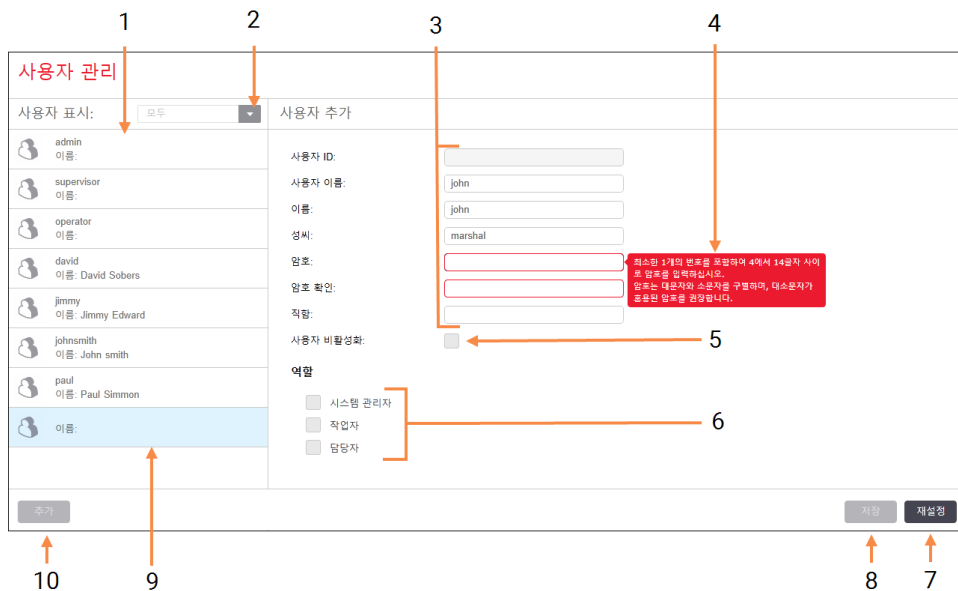 1
2
3
4
사용자 관리
사용자 표시:
모두
사용자 추가
admin
이름:
supervisor
이름:
operator
이름:
david
이름: David Sobers
jimmy
이름: Jimmy Edward
johnsmith
이름: John smith
paul
이름: Paul Simmon
이름:
사용자 ID:
사용자 이름:
john
이름:
john
성씨:
marshal
암호:
최소한 1개의 번호를 포함하여 4에서 14글자 사이
로 암호를 입력하십시오.
암호는 대문자와 소문자를 구별하며, 대소문자가
혼용된 암호를 권장합니다.
암호 확인:
직함:
사용자 비활성화:
5
역할
시스템 관리자
작업자
담당자
6
추가
저장
재설정
10
9
8
7